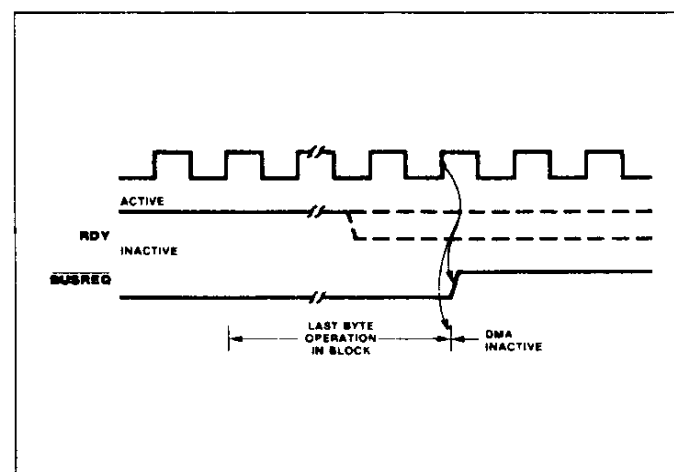 ACTIVE
RDY
INACTIVE
BUSREQ
LAST BYTE
OPERATION
IN BLOCK
DMA
INACTIVE